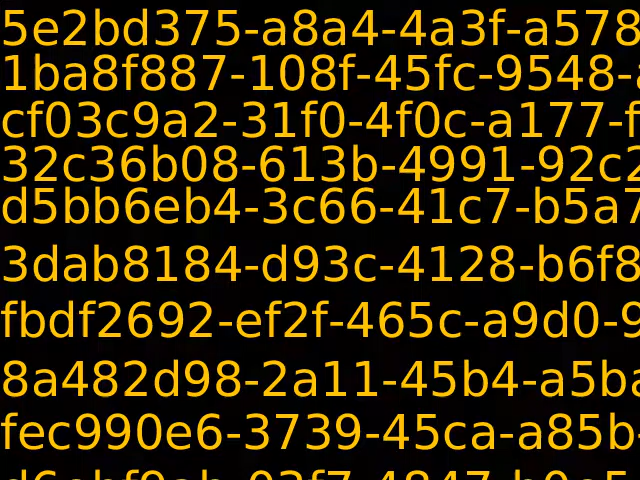 5e2bd375-a8a4-4a3f-a578
1ba8f887-108f-45fc-9548-a
cf03c9a2-31f0-4f0c-a177-f
32c36b08-613b-4991-92c2
d5bb6eb4-3c66-41c7-b5a7
3dab8184-d93c-4128-b6f8
fbdf2692-ef2f-465c-a9d0-9
8a482d98-2a11-45b4-a5ba
fec990e6-3739-45ca-a85b-